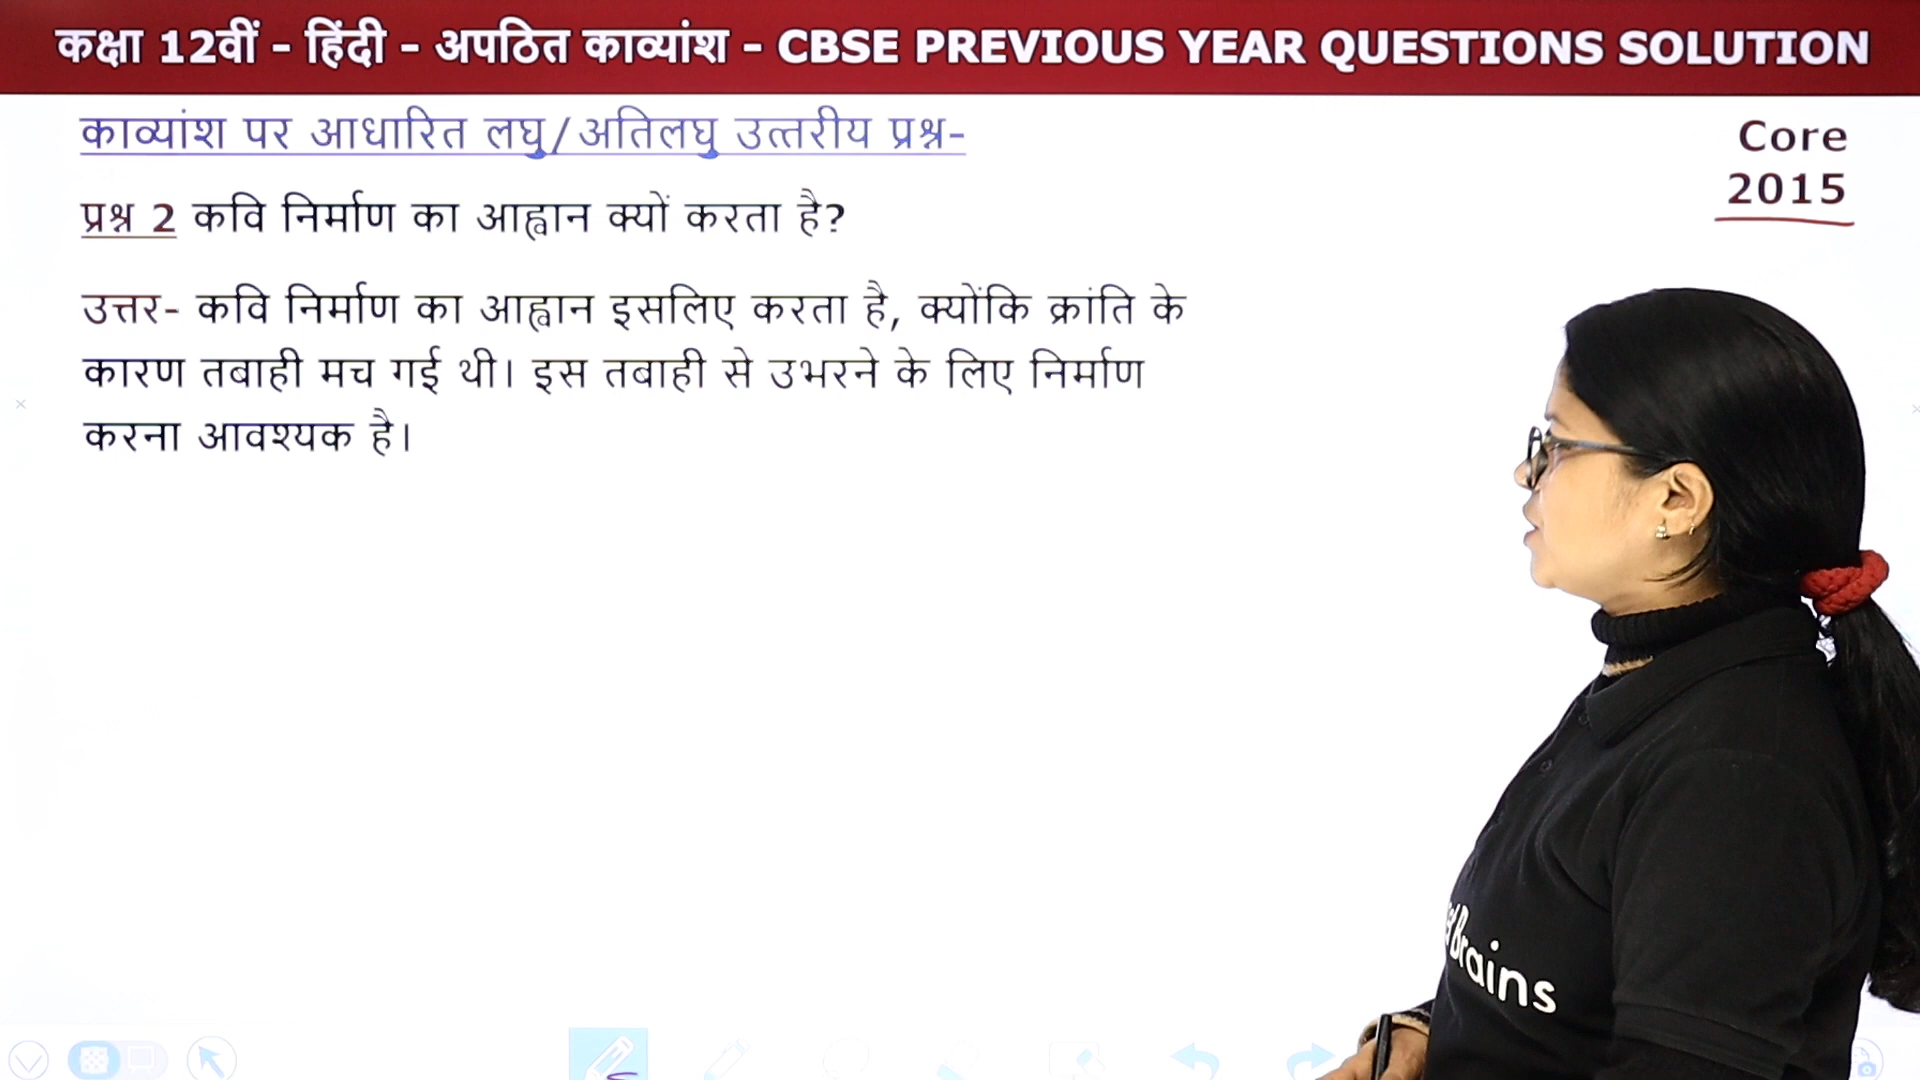 कक्षा 12वीं - हिंदी - अपठित काव्यांश - CBSE PREVIOUS YEAR QUESTIONS SOLUTION
काव्यांश पर आधारित लघु/अतिलघु उत्तरीय प्रश्न-
Core
2015
प्रश्न 2 कवि निर्माण का आह्वान क्यों करता है?
उत्तर- कवि निर्माण का आह्वान इसलिए करता है, क्योंकि क्रांति के
कारण तबाही मच गई थी। इस तबाही से उभरने के लिए निर्माण
करना आवश्यक है।
Brains